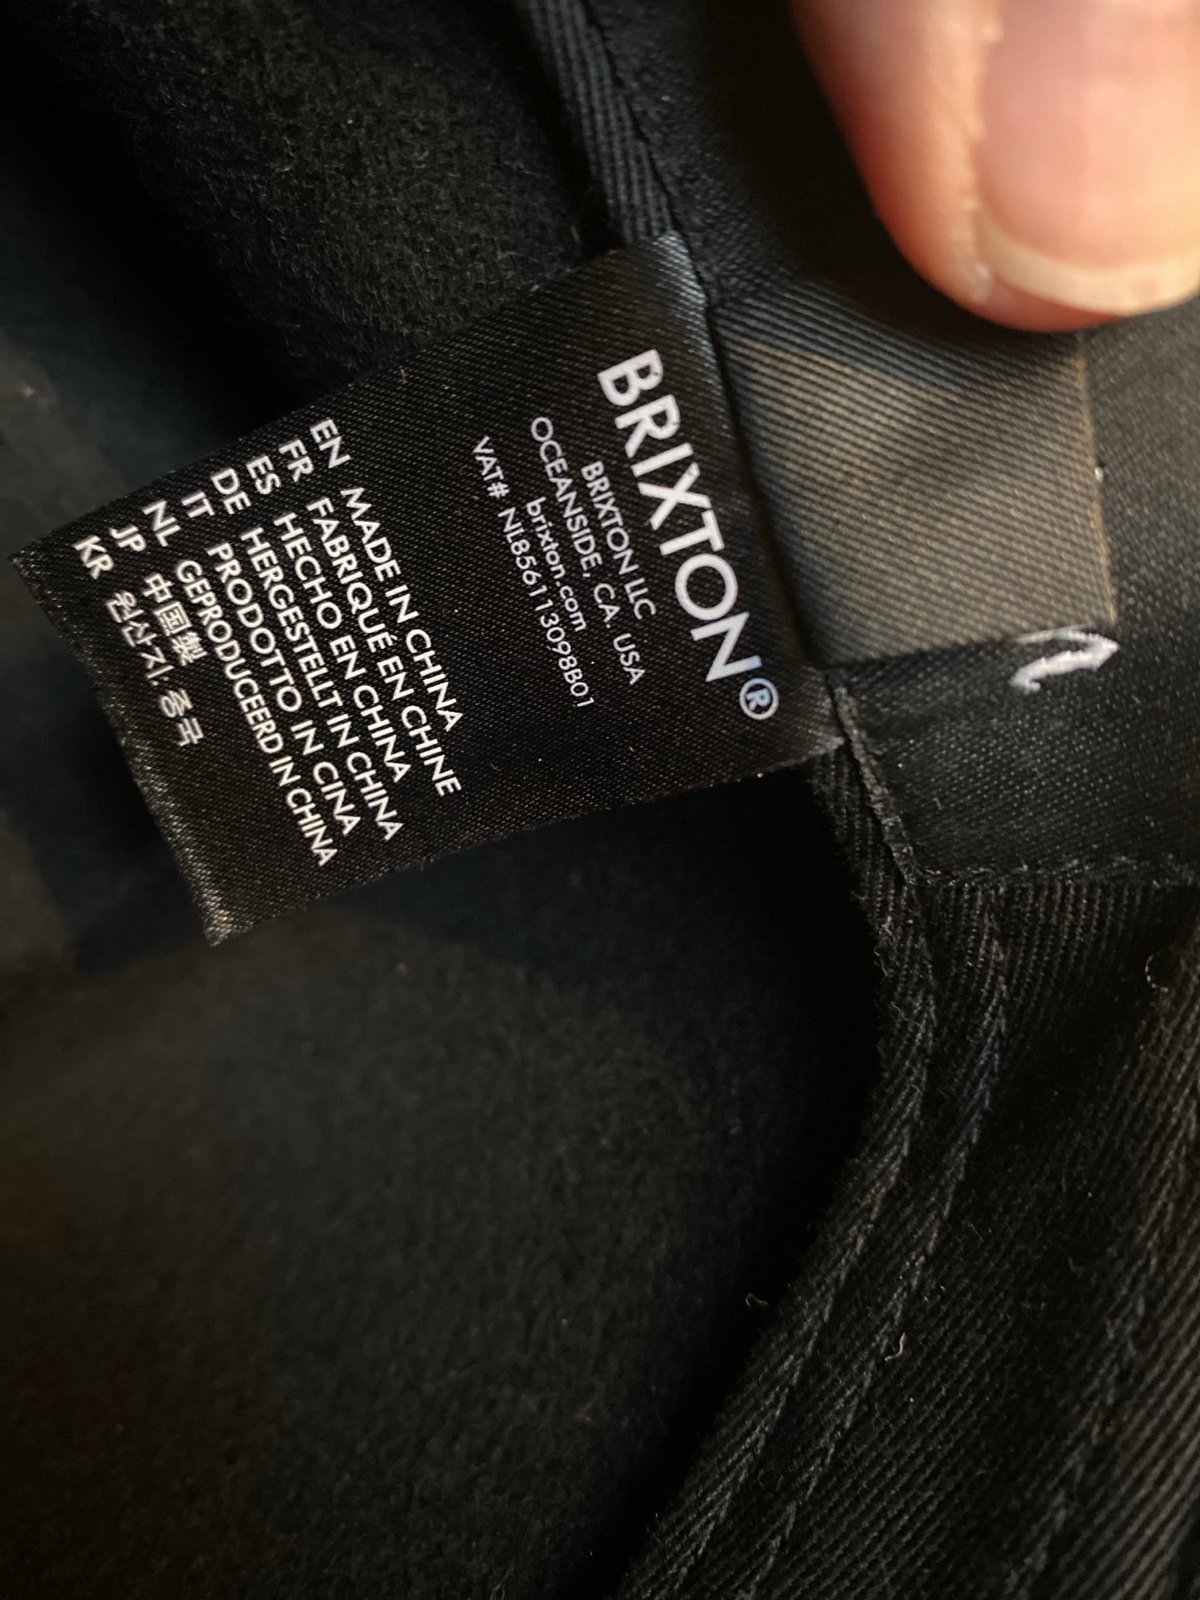 BRIXTON®
BRIXTON LLC
OCEANSIDE, CA. USA
brixton.com
VAT# NL856113098B01
EN MADE IN CHINA
FR FABRIQUÉ EN CHINE
ES HECHO EN CHINA
DE HERGESTELLT IN CHINA
IT PRODOTTO IN CINA
NL GEPRODUCEERD IN CHINA
JP 中国製
KR 원산지: 중국